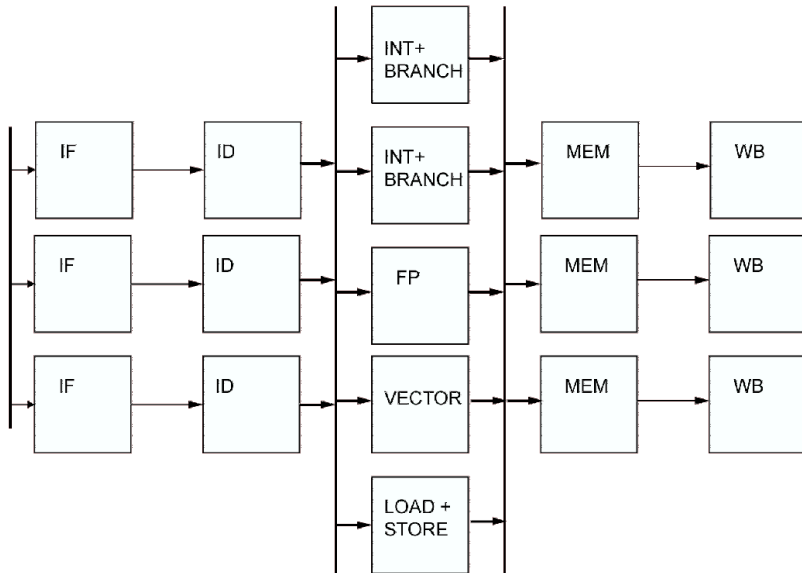 INT+
BRANCH
IF
ID
INT+
BRANCH
MEM
WB
IF
ID
FP
MEM
WB
IF
ID
VECTOR
MEM
WB
LOAD +
STORE